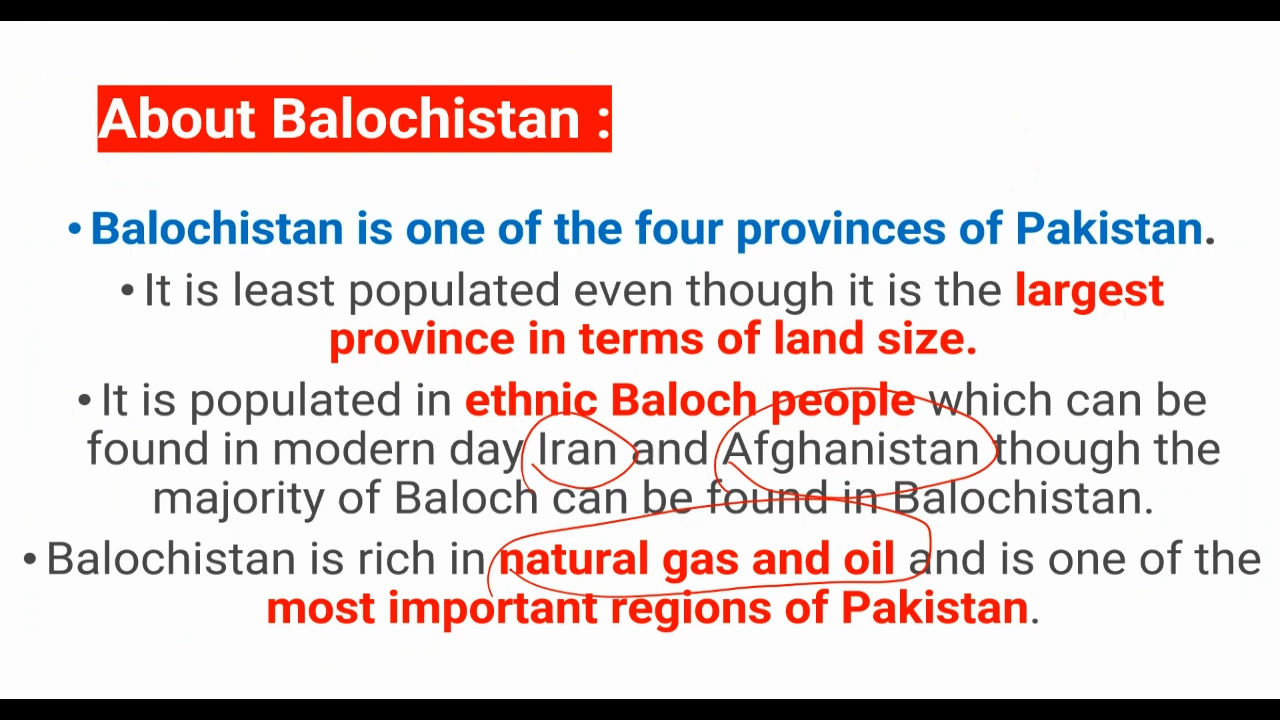 About Balochistan :
• Balochistan is one of the four provinces of Pakistan.
• It is least populated even though it is the largest
province in terms of land size.
• It is populated in ethnic Baloch people which can be
found in modern day Iran and Afghanistan though the
majority of Baloch can be found in Balochistan.
• Balochistan is rich in natural gas and oil and is one of the
most important regions of Pakistan.